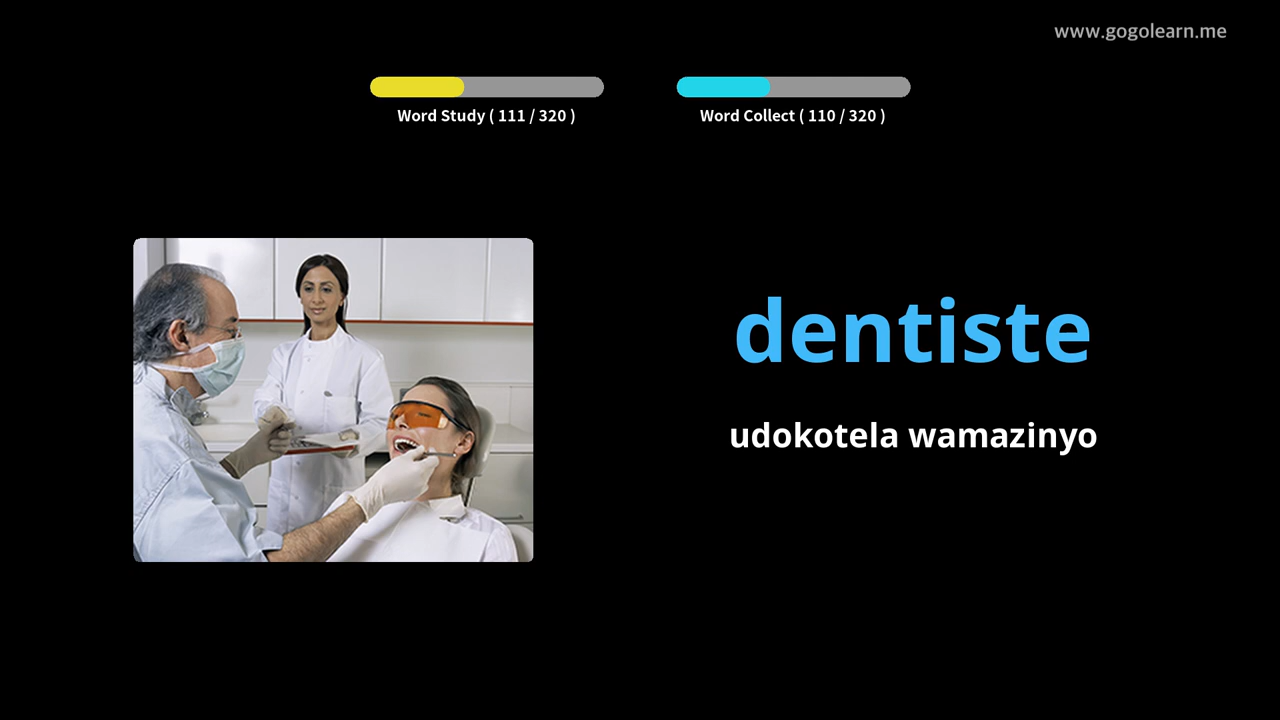 www.gogolearn.me
Word Study ( 111 / 320 )
Word Collect ( 110 / 320 )
dentiste
udokotela wamazinyo